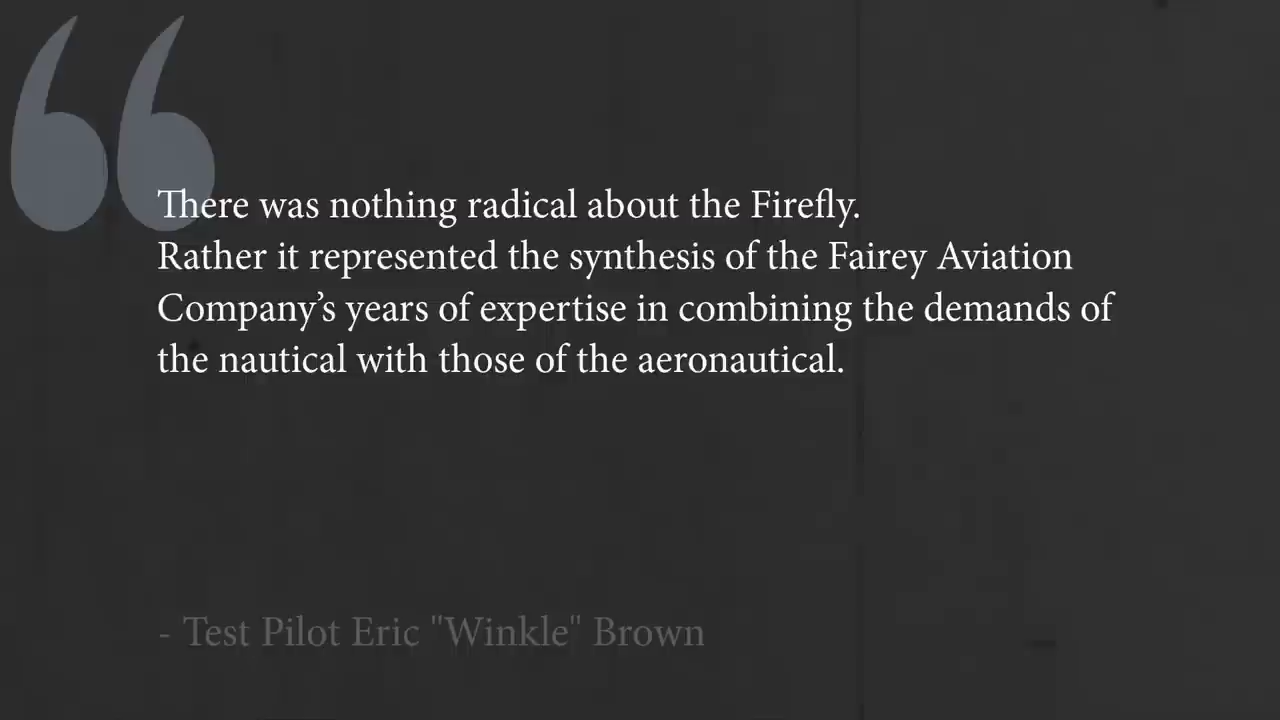 “
There was nothing radical about the Firefly.
Rather it represented the synthesis of the Fairey Aviation
Company’s years of expertise in combining the demands of
the nautical with those of the aeronautical.
- Test Pilot Eric "Winkle" Brown